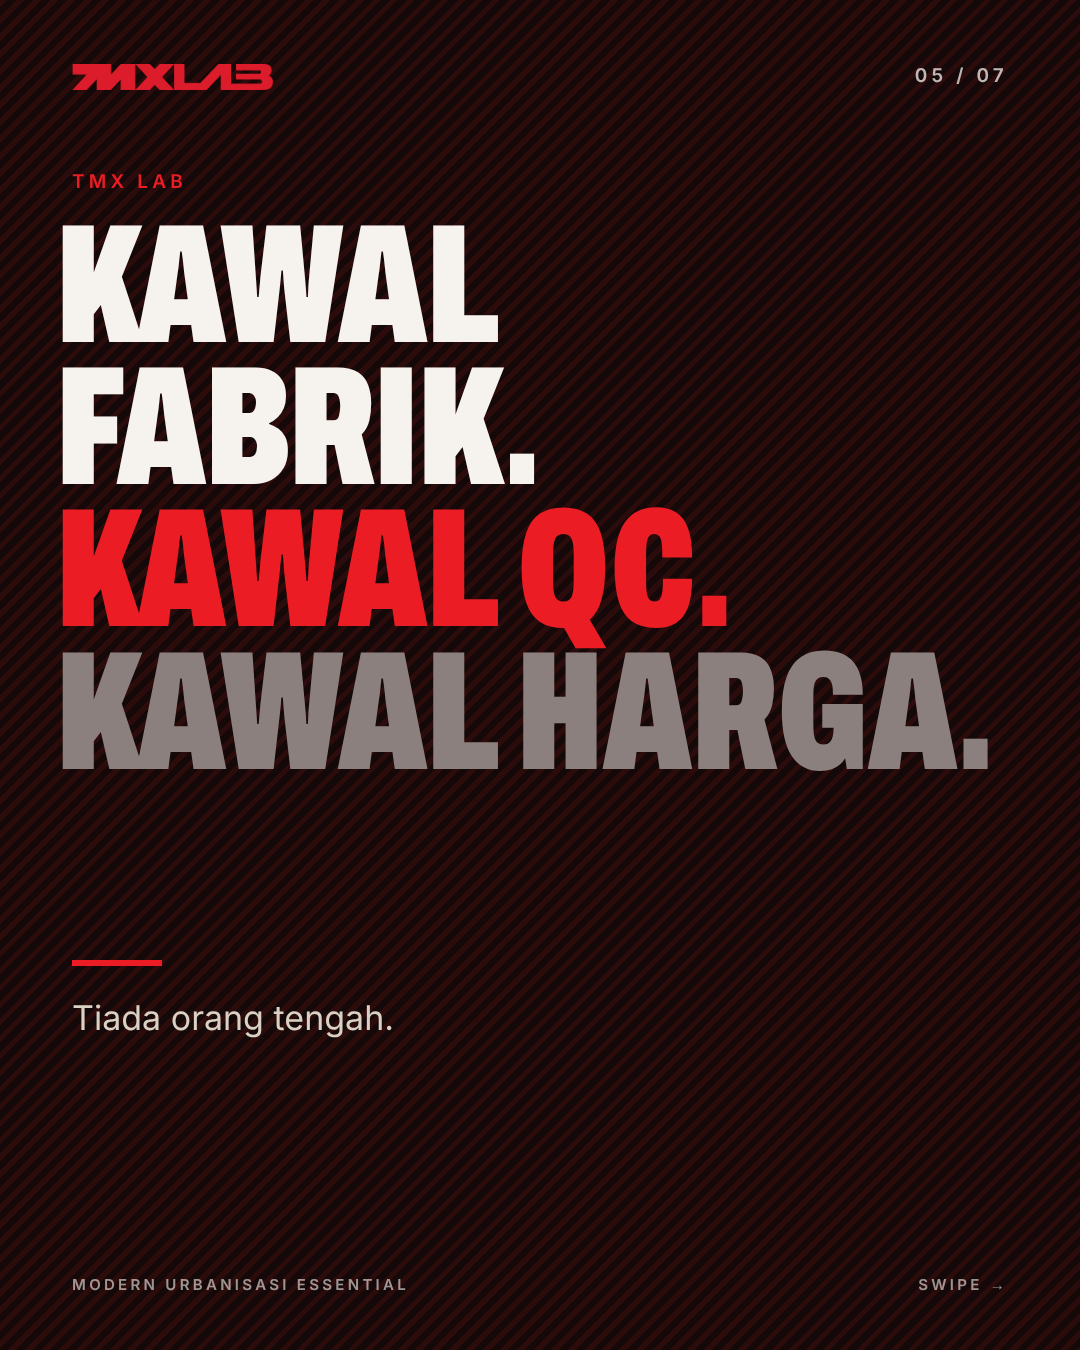 TMXLAB
05 / 07
TMX LAB
KAWAL
FABRIK.
KAWAL QC.
KAWAL HARGA.
Tiada orang tengah.
MODERN URBANISASI ESSENTIAL
SWIPE →